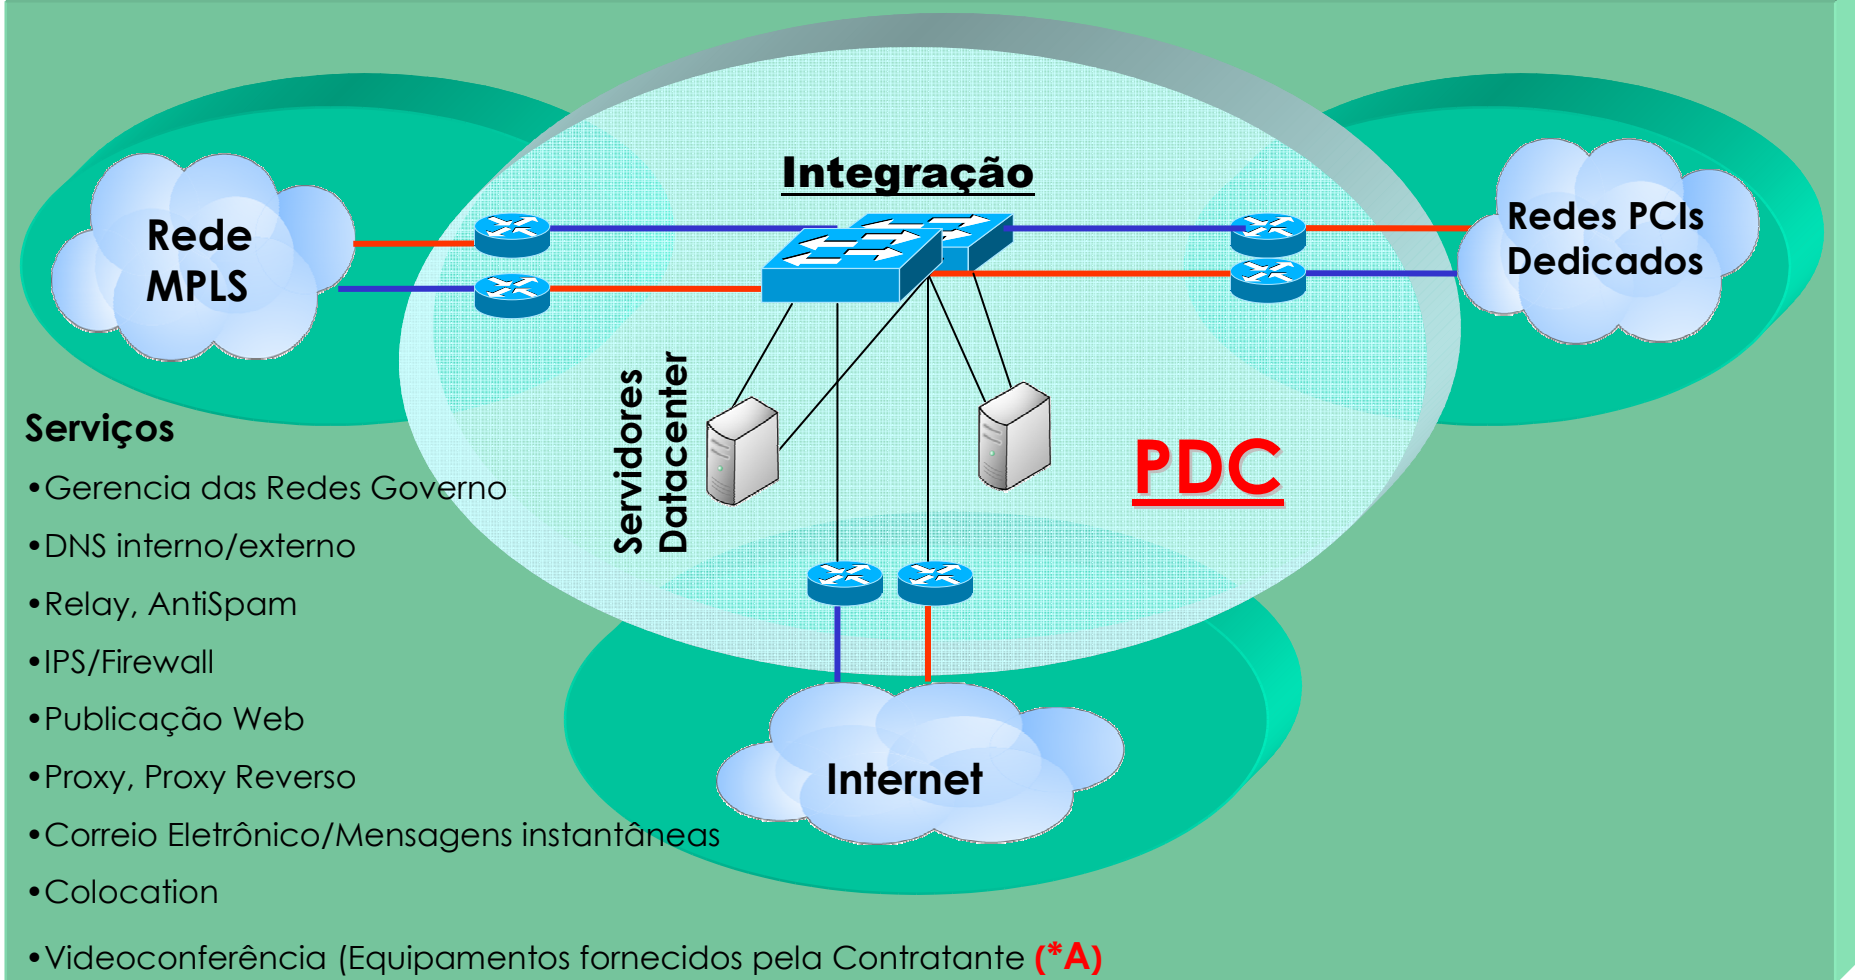 Integração
Rede
MPLS
Redes PCIs
Dedicados
Servidores
Datacenter
PDC
Internet
Serviços
•Gerencia das Redes Governo
•DNS interno/externo
•Relay, AntiSpam
•IPS/Firewall
•Publicação Web
•Proxy, Proxy Reverso
•Correio Eletrônico/Mensagens instantâneas
•Colocation
•Videoconferência (Equipamentos fornecidos pela Contratante (*A)